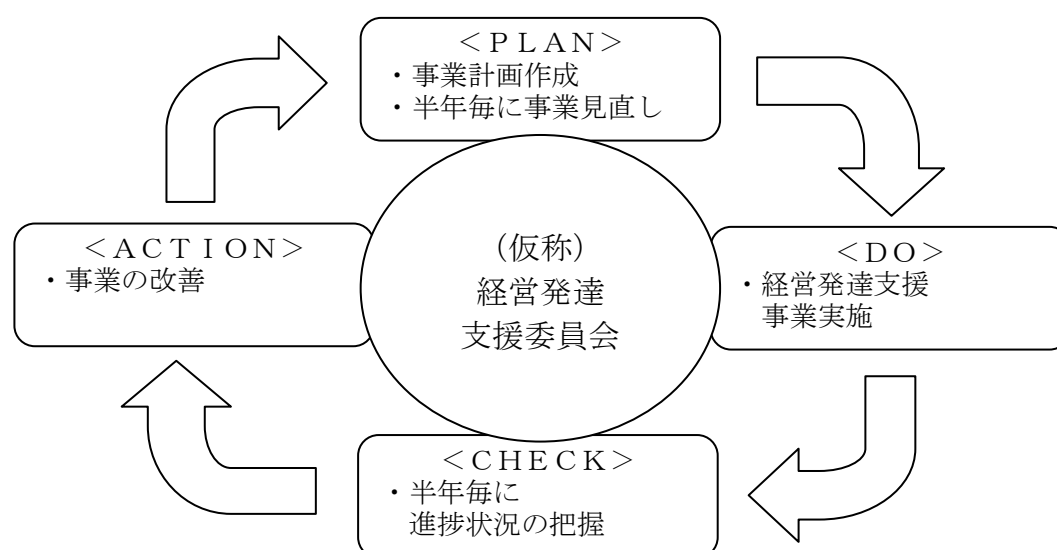 ＜ＰＬＡＮ＞
・事業計画作成
・半年毎に事業見直し
＜ＡＣＴＩＯＮ＞
・事業の改善
（仮称）
経営発達
支援委員会
＜ＤＯ＞
・経営発達支援
事業実施
＜ＣＨＥＣＫ＞
・半年毎に
進捗状況の把握